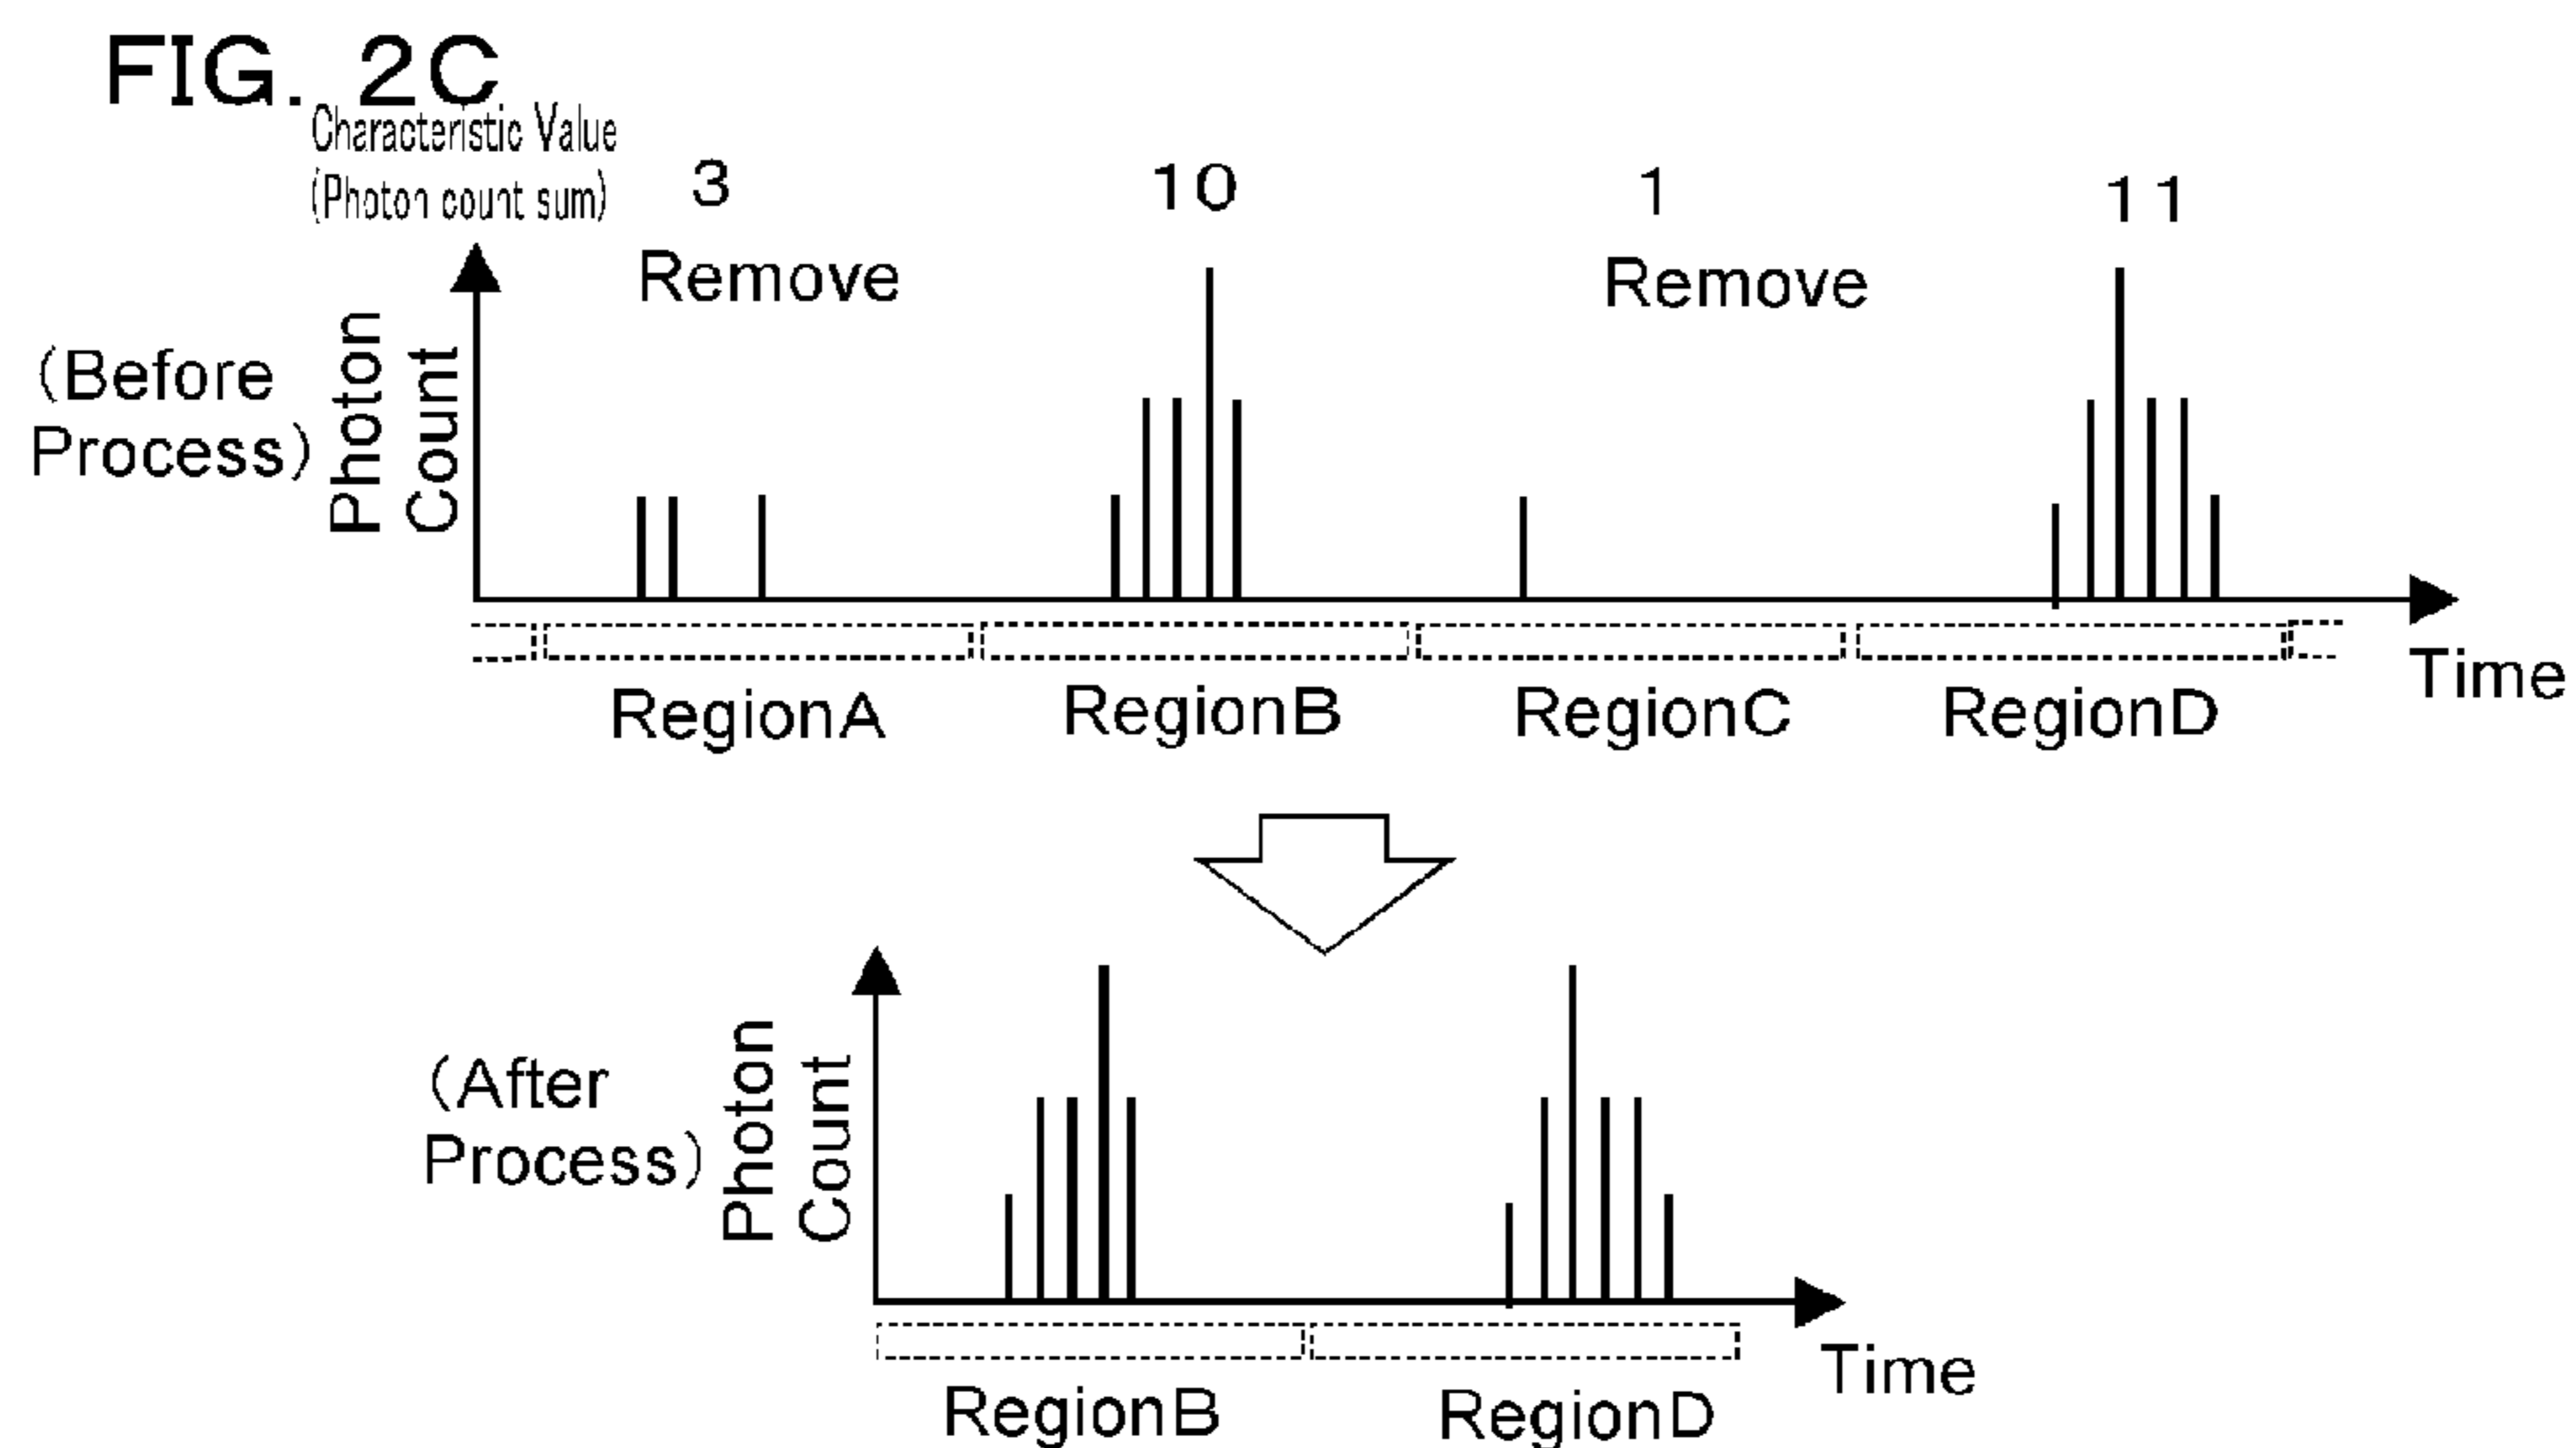 FIG. 2C
Characteristic Value
(Photon count sum)
3
10
1
11
Remove
Remove
(Before
Process)
Photon
Count
Time
RegionA
RegionB
RegionC
RegionD
(After
Process)
Photon
Count
Time
RegionB
RegionD